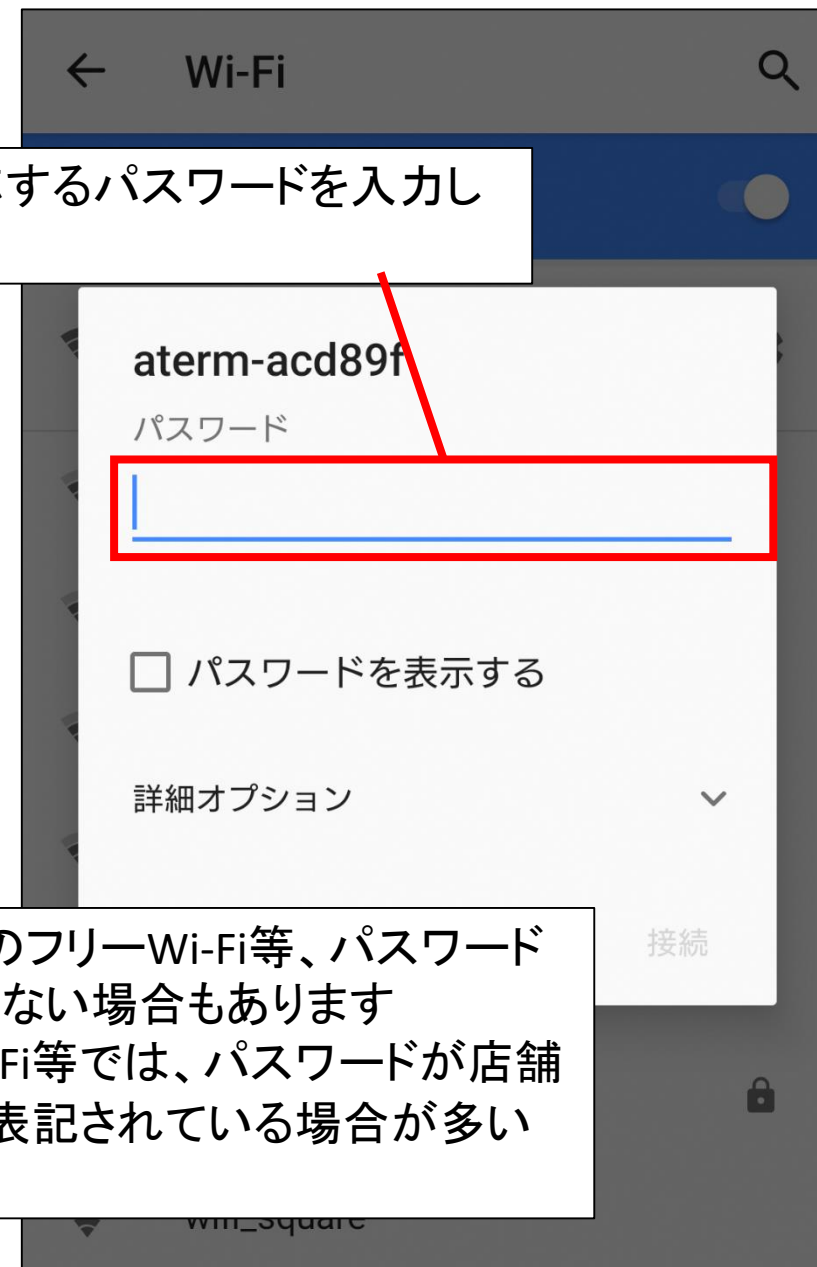 Wi-Fi
するパスワードを入力し
aterm-acd89f
パスワード
パスワードを表示する
詳細オプション
接続
のフリーWi-Fi等、パスワード
ない場合もあります
Fi等では、パスワードが店舗
表記されている場合が多い
wifi_square